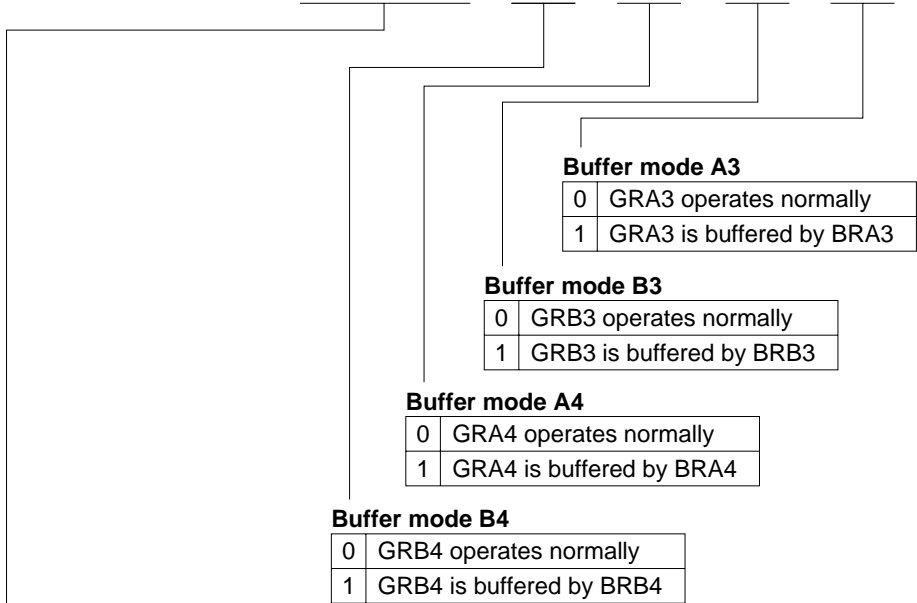 Buffer mode A3
0 GRA3 operates normally
1 GRA3 is buffered by BRA3
Buffer mode B3
0 GRB3 operates normally
1 GRB3 is buffered by BRB3
Buffer mode A4
0 GRA4 operates normally
1 GRA4 is buffered by BRA4
Buffer mode B4
0 GRB4 operates normally
1 GRB4 is buffered by BRB4